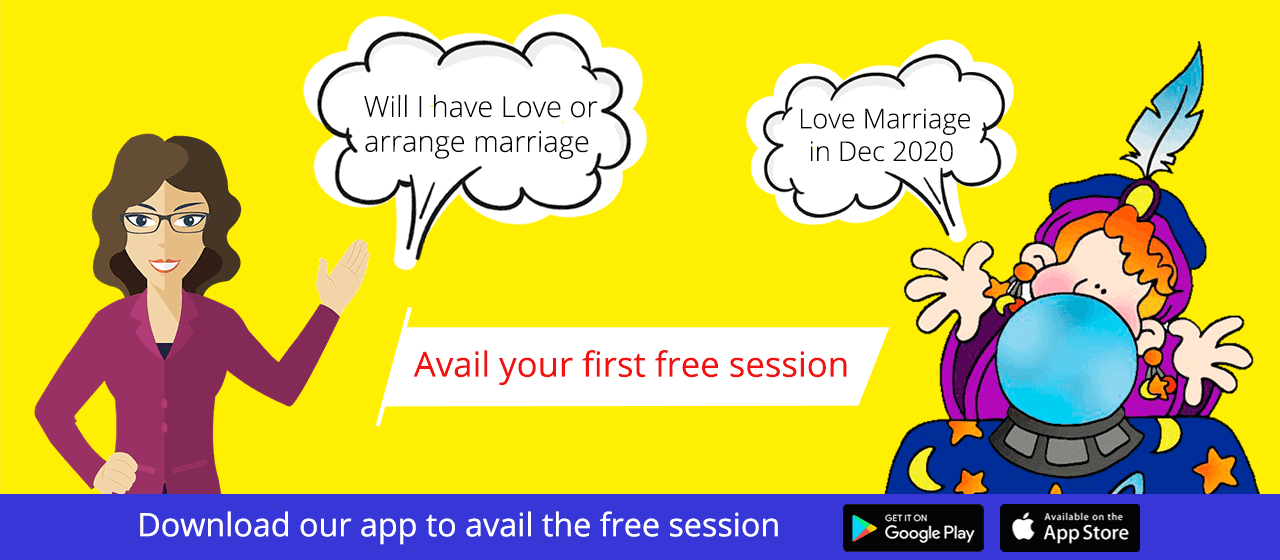 Will I have Love or
arrange marriage
Love Marriage
in Dec 2020
Avail your first free session
Download our app to avail the free session
GET IT ON
Google Play
Available on the
App Store